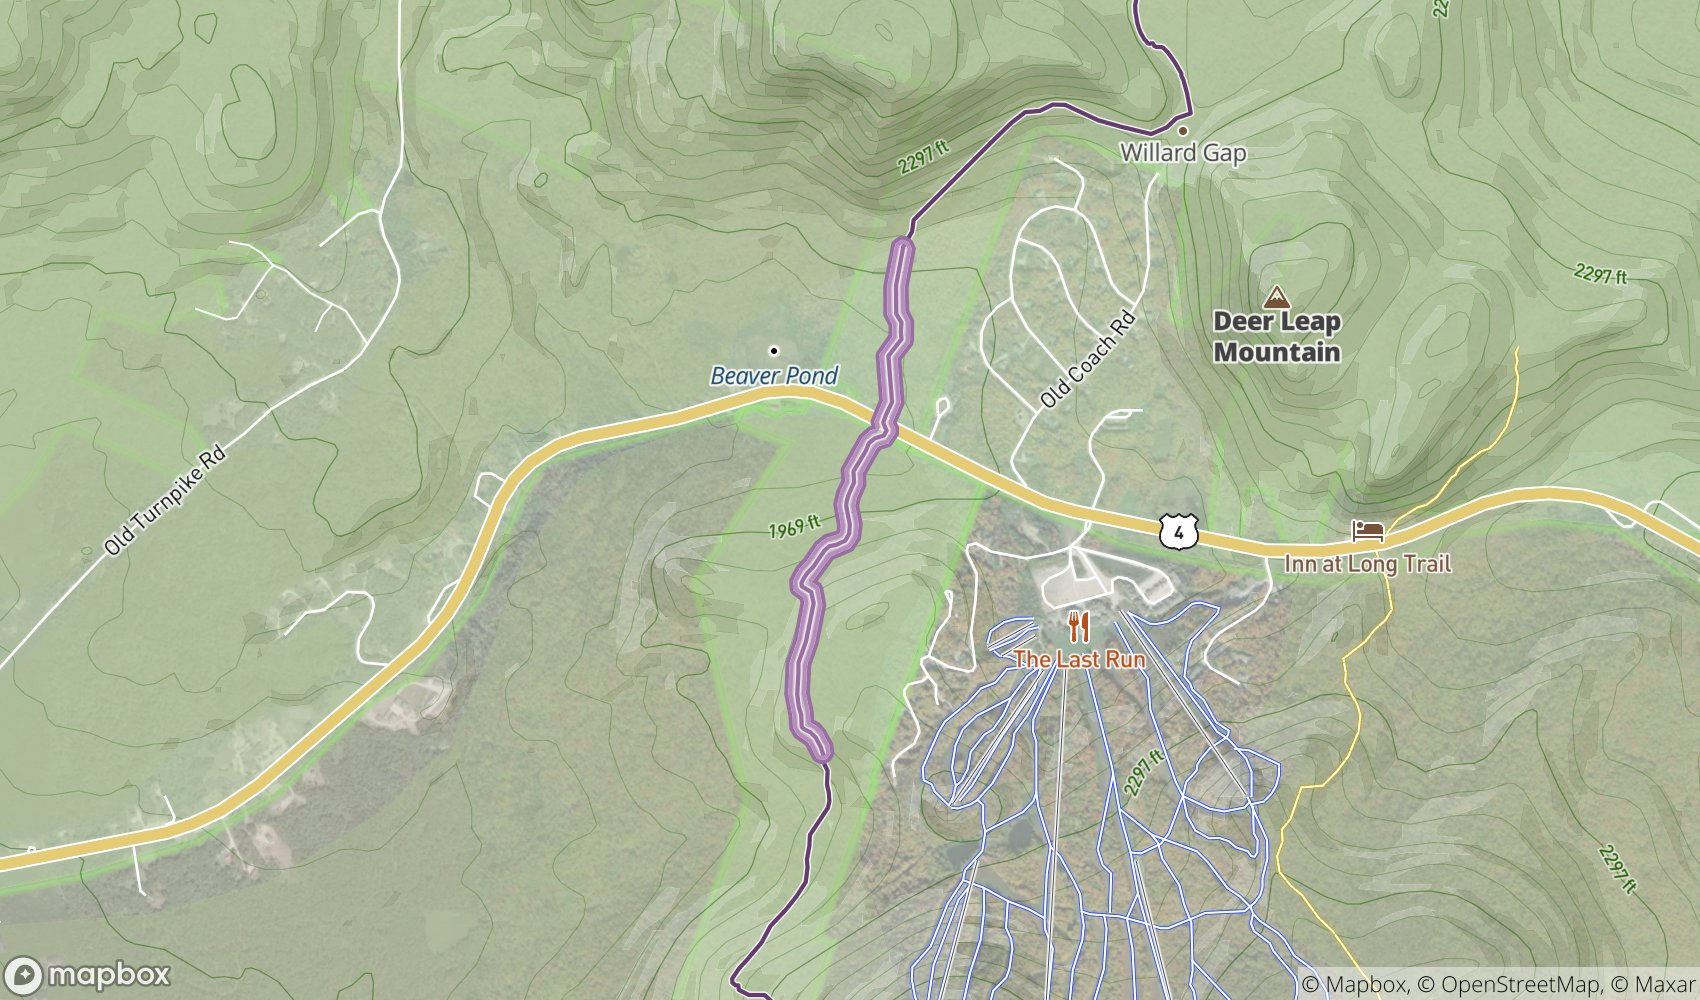 22
2297 ft
Willard Gap
2297 ft
Deer Leap
Mountain
Old Coach Rd
Beaver Pond
Old Turnpike Rd
1969 ft
4
Inn at Long Trail
The Last Run
2297 ft
2297 ft
mapbox
© Mapbox, © OpenStreetMap, © Maxar